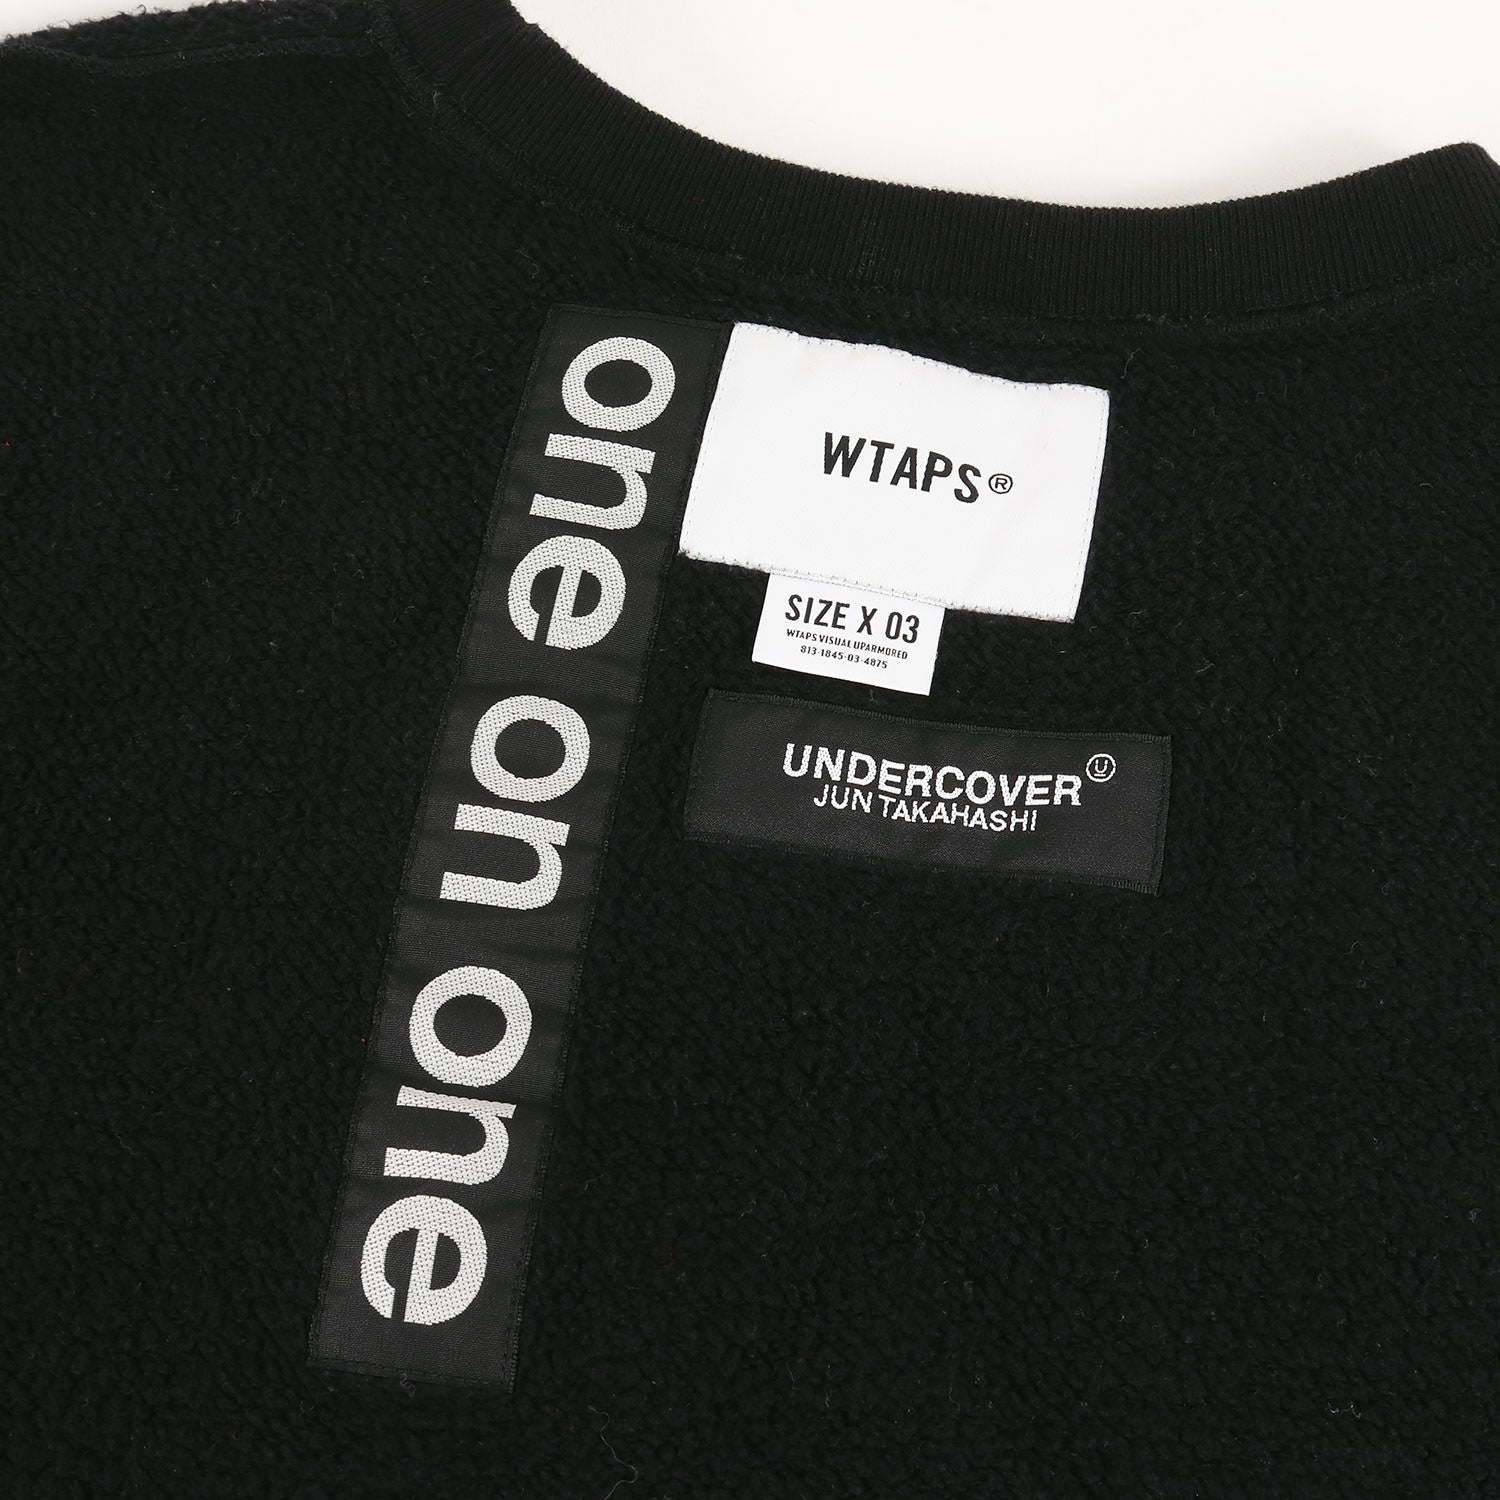 one on one
WTAPS®
SIZE X 03
WTAPS VISUAL UPARMORED
813-1845-03-4875
UNDERCOVER Ⓤ
JUN TAKAHASHI